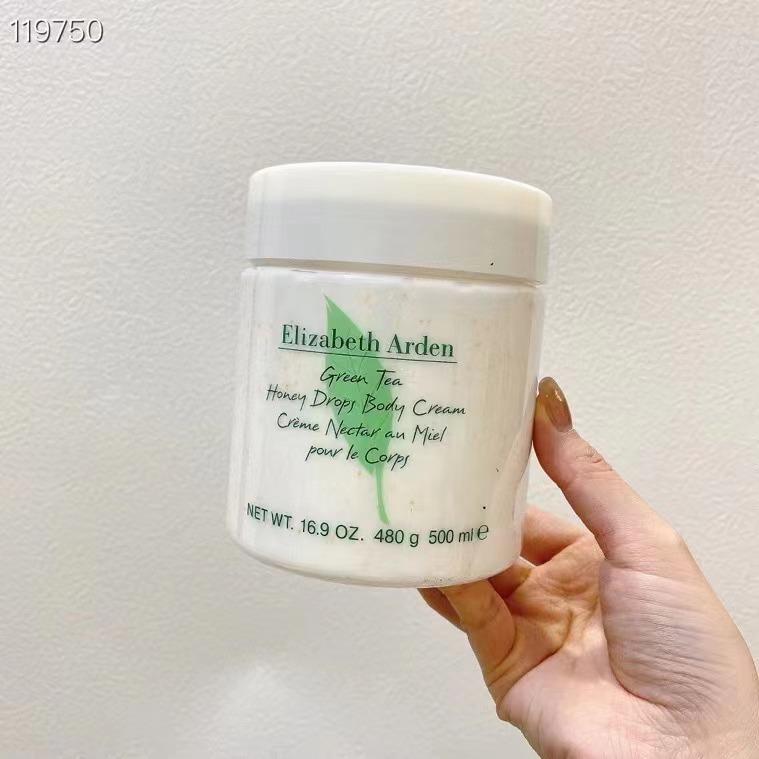 119750
Elizabeth Arden
Green Tea
Honey Drops Body Cream
Crème Nectar au Miel
pour le Corps
NET WT. 16.9 OZ. 480 g 500 ml ℮